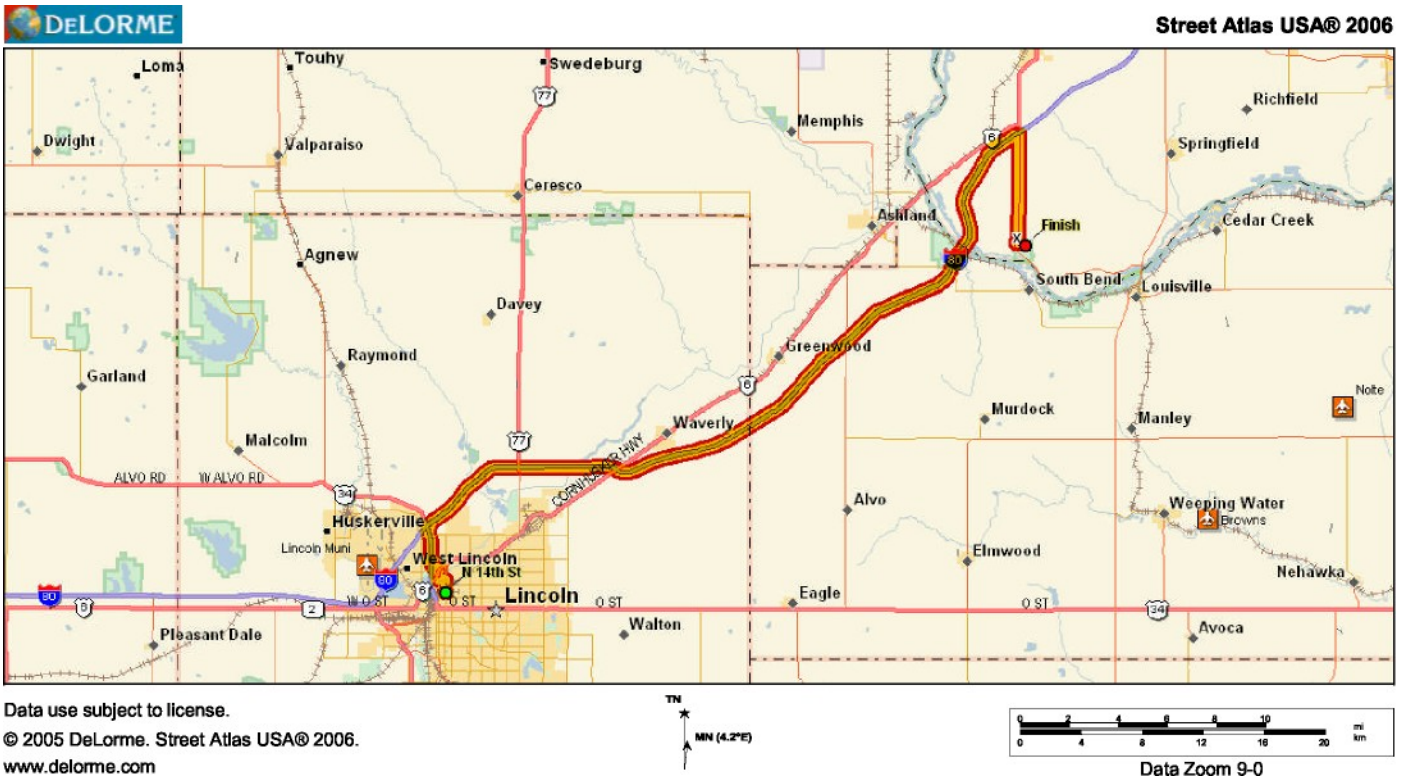 DELORME
Street Atlas USA® 2006
Loma
Touhy
Swedeburg
77
Richfield
Memphis
6
Dwight
Valparaiso
Springfield
Ceresco
Ashland
Cedar Creek
X
Finish
Agnew
80
South Bend
Louisville
Davey
Raymond
Greenwood
Garland
6
Nolte
Murdock
Manley
Waverly
Malcolm
77
CORNHUSKER HWY
ALVO RD
W ALVO RD
34
Alvo
Weeping Water
Huskerville
Browns
Lincoln Muni
West Lincoln
Elmwood
N 14th St
80
Nehawka
80
6
6
2
W O ST
O ST
Lincoln
O ST
Eagle
O ST
34
Pleasant Dale
Walton
Avoca
Data use subject to license.
© 2005 DeLorme. Street Atlas USA® 2006.
www.delorme.com
TN
MN (4.2°E)
0 2 4 6 8 10
mi
km
0 4 8 12 16 20
Data Zoom 9-0